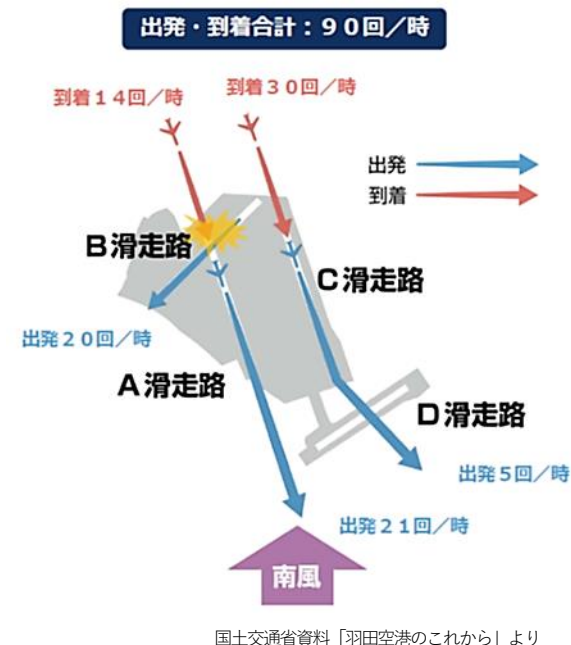 出発・到着合計：９０回／時
到着１４回／時
到着３０回／時
出発
到着
B滑走路
C滑走路
出発２０回／時
A滑走路
D滑走路
出発５回／時
出発２１回／時
南風
国土交通省資料「羽田空港のこれから」より